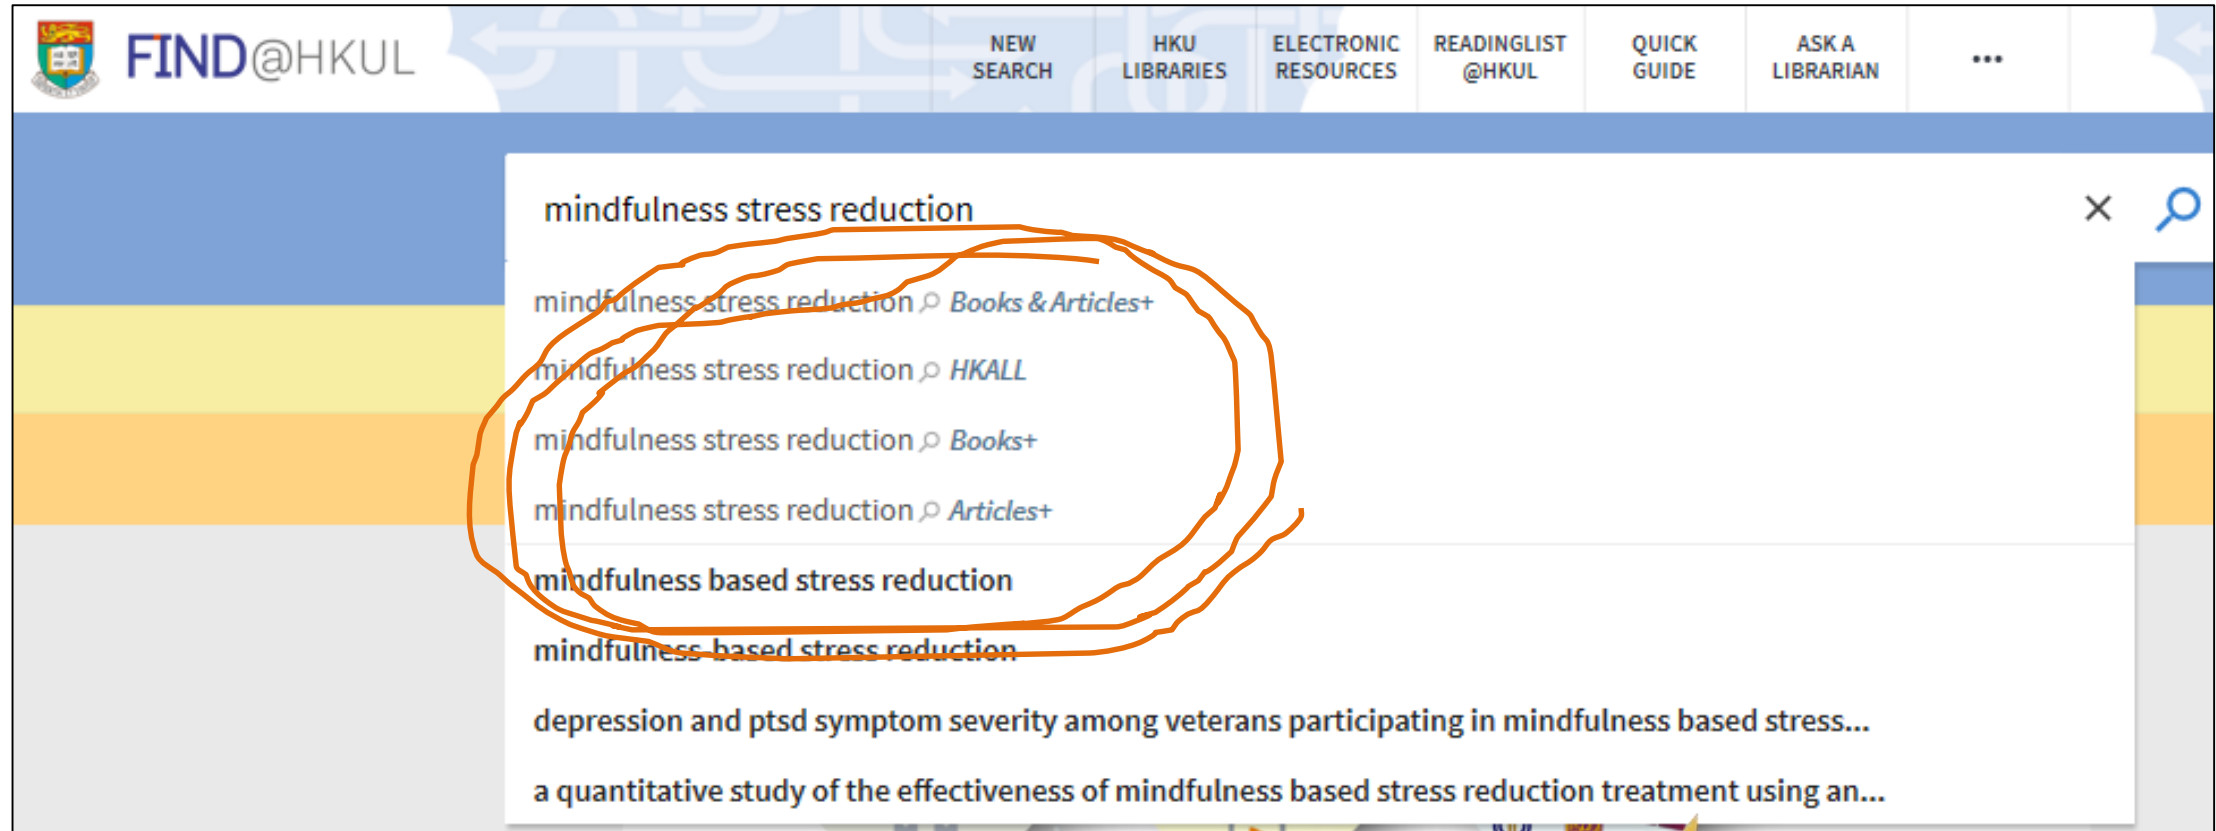 FIND@HKUL
NEW SEARCH
HKU LIBRARIES
ELECTRONIC RESOURCES
READINGLIST @HKUL
QUICK GUIDE
ASK A LIBRARIAN
•••
mindfulness stress reduction
mindfulness stress reduction Books & Articles+
mindfulness stress reduction HKALL
mindfulness stress reduction Books+
mindfulness stress reduction Articles+
mindfulness based stress reduction
mindfulness-based stress reduction
depression and ptsd symptom severity among veterans participating in mindfulness based stress...
a quantitative study of the effectiveness of mindfulness based stress reduction treatment using an...